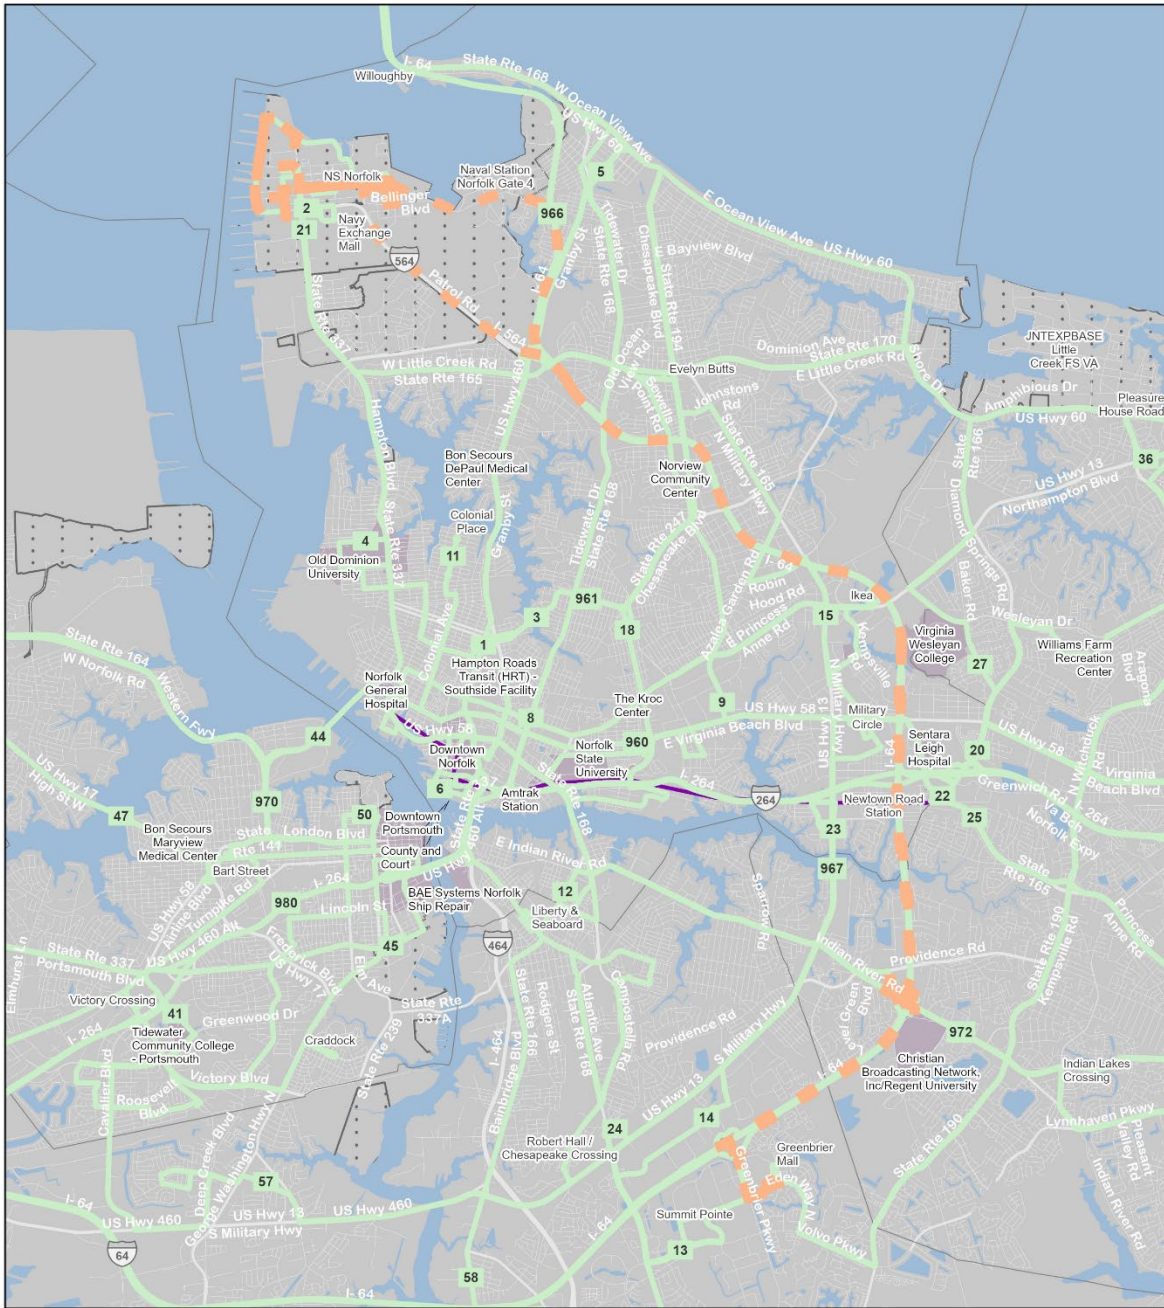 I- 64
State Rte 168
Willoughby
W Ocean View Ave
US Hwy 60
NS Norfolk
Naval Station
Norfolk Gate 4
5
Bellinger
Blvd
2
21
966
Navy
Exchange
Mall
564
I- 64
Granby St
Tidewater Dr
State Rte 168
Chesapeake Blvd
State Rte 194
E Bayview Blvd
E Ocean View Ave
US Hwy 60
Patrol Rd
I- 564
State Rte 337
W Little Creek Rd
State Rte 165
US Hwy 460
Old Ocean
View Rd
Sewells
Point Rd
Evelyn Butts
Dominion Ave
State Rte 170
E Little Creek Rd
Shore Dr
JNTEXPBASE
Little
Creek FS VA
Amphibious Dr
US Hwy 60
Pleasure
House Road
Johnstons
Rd
State Rte 165
N Military Hwy
State
Rte 166
Diamond Springs Rd
36
US Hwy 13
Northampton Blvd
Hampton Blvd
State Rte 337
Bon Secours
DePaul Medical
Center
Norview
Community
Center
Colonial
Place
Granby St
Tidewater Dr
State Rte 168
State Rte 247
Chesapeake Blvd
4
Old Dominion
University
11
I- 64
Azalea Garden Rd
Robin
Hood Rd
E Princess
Anne Rd
Ikea
Baker Rd
Wesleyan Dr
961
3
18
15
1
Colonial Ave
Hampton Roads
Transit (HRT) -
Southside Facility
Kempsville
Rd
Virginia
Wesleyan
College
27
Williams Farm
Recreation
Center
Aragona
Blvd
State Rte 164
W Norfolk Rd
Western Fwy
Norfolk
General
Hospital
The Kroc
Center
9
US Hwy 58
E Virginia Beach Blvd
N Military Hwy
US Hwy 13
Military
Circle
Sentara
Leigh
Hospital
I- 64
US Hwy 58
Virginia
Beach Blvd
N Witchduck
Rd
44
US Hwy 58
8
Downtown
Norfolk
Norfolk
State
University
960
I- 264
264
20
Greenwich Rd
US Hwy 17
High St W
970
6
Amtrak
Station
State Rte 168
Newtown Road
Station
22
25
Va Bch
Norfolk Expy
264
47
50
Downtown
Portsmouth
US Hwy 460 Alt
23
State
Rte 165
Bon Secours
Maryview
Medical Center
State
Rte 141
London Blvd
County and
Court
E Indian River Rd
967
Bart Street
US Hwy 58
Airline Blvd
Turnpike Rd
I- 264
980
Lincoln St
BAE Systems Norfolk
Ship Repair
12
Liberty &
Seaboard
Sparrow Rd
State Rte 190
Kempsville Rd
Princess
Anne Rd
Elmhurst Ln
State Rte 337
Portsmouth Blvd
US Hwy 460 Alt
Frederick Blvd
US Hwy 17
45
Elm Ave
464
Indian River Rd
Providence Rd
Victory Crossing
41
Greenwood Dr
State Rte
337A
I- 264
Tidewater
Community College
- Portsmouth
Craddock
State Rte 239
I- 464
Bainbridge Blvd
State Rte 166
Rodgers St
Atlantic Ave
State Rte 168
Campostella Rd
Providence Rd
S Military Hwy
US Hwy 13
Laurel Green
Blvd
I- 64
972
Christian
Broadcasting Network,
Inc/Regent University
Indian Lakes
Crossing
Cavalier Blvd
Roosevelt
Blvd
Victory Blvd
Deep Creek Blvd
George Washington Hwy N
24
14
Robert Hall /
Chesapeake Crossing
Greenbrier
Mall
Greenbrier Pkwy
Eden Way N
Volvo Pkwy
State Rte 190
Lynnhaven Pkwy
Pleasant
Valley Rd
Indian River Rd
57
I- 64
US Hwy 460
US Hwy 13
S Military Hwy
US Hwy 460
I- 64
Summit Pointe
13
64
58
I- 64